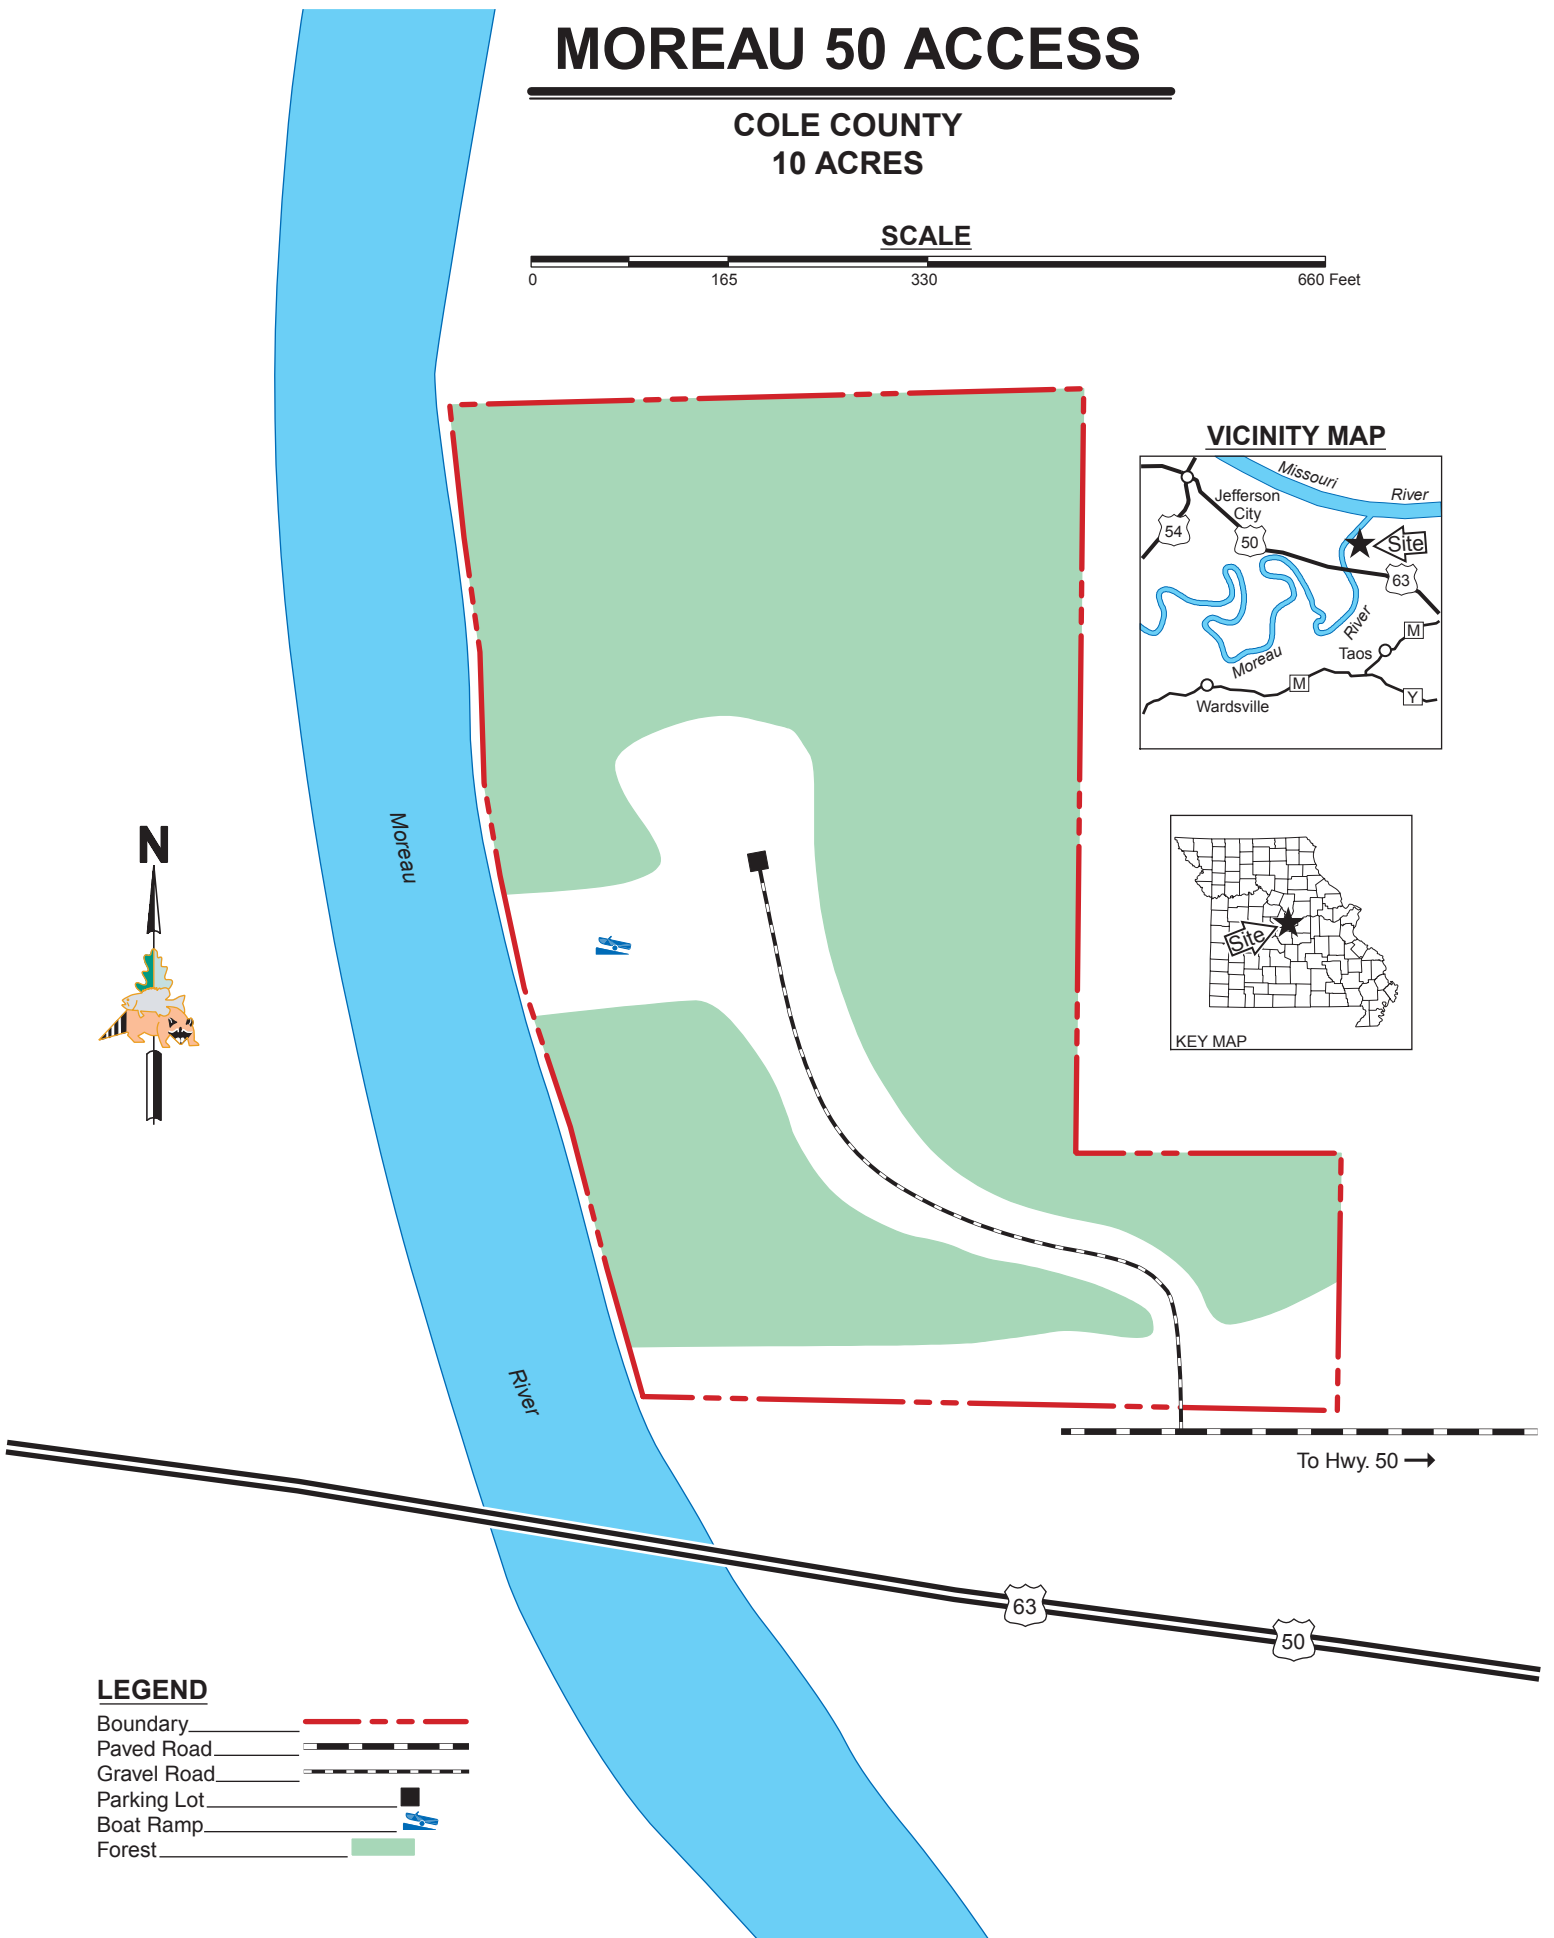 MOREAU 50 ACCESS
COLE COUNTY
10 ACRES
SCALE
0 165 330 660 Feet
VICINITY MAP
Missouri
River
Jefferson
City
54
50
Site
63
River
M
Taos
Moreau
M
Y
Wardsville
N
Moreau
Site
KEY MAP
River
To Hwy. 50
63
50
LEGEND
Boundary
Paved Road
Gravel Road
Parking Lot
Boat Ramp
Forest